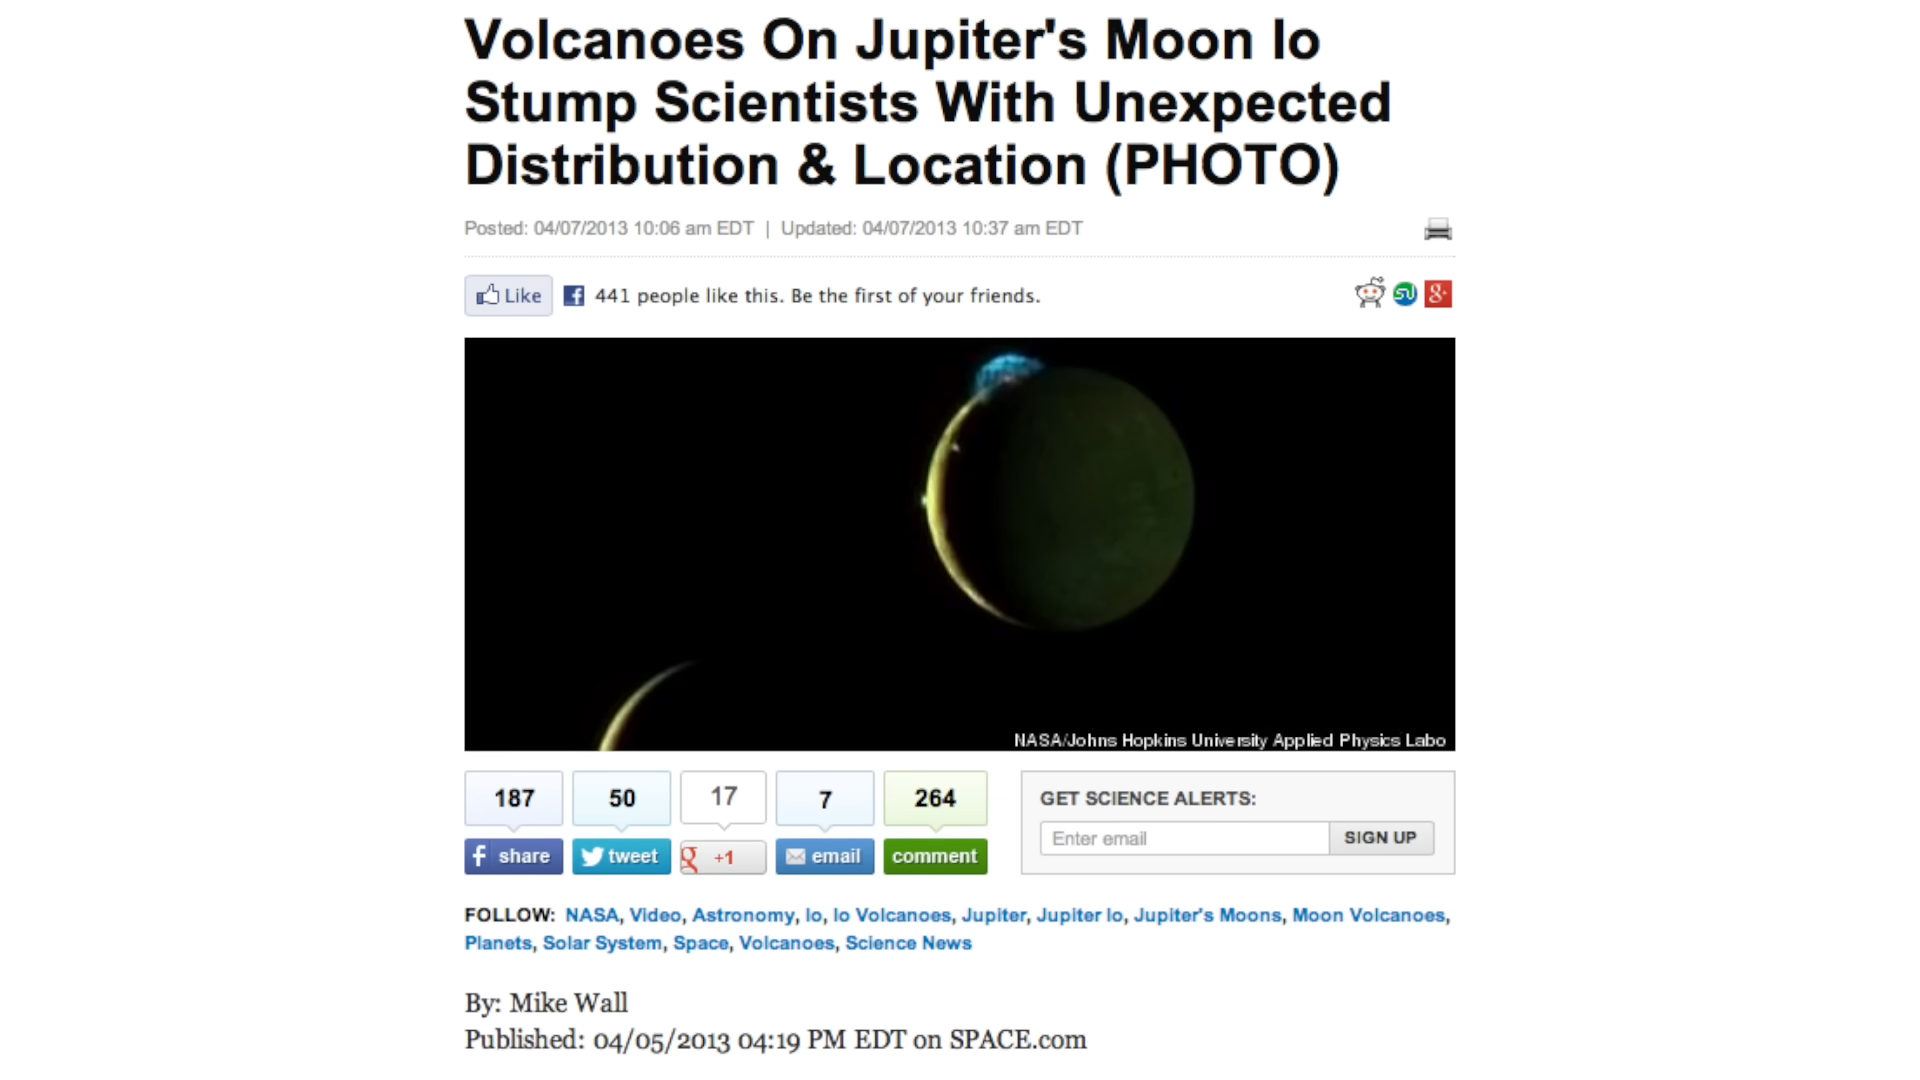 Volcanoes On Jupiter's Moon Io
Stump Scientists With Unexpected
Distribution & Location (PHOTO)
Posted: 04/07/2013 10:06 am EDT | Updated: 04/07/2013 10:37 am EDT
Like f 441 people like this. Be the first of your friends.
NASA/Johns Hopkins University Applied Physics Labo
187 50 17 7 264
share tweet +1 email comment
GET SCIENCE ALERTS:
Enter email SIGN UP
FOLLOW: NASA, Video, Astronomy, Io, Io Volcanoes, Jupiter, Jupiter Io, Jupiter's Moons, Moon Volcanoes,
Planets, Solar System, Space, Volcanoes, Science News
By: Mike Wall
Published: 04/05/2013 04:19 PM EDT on SPACE.com